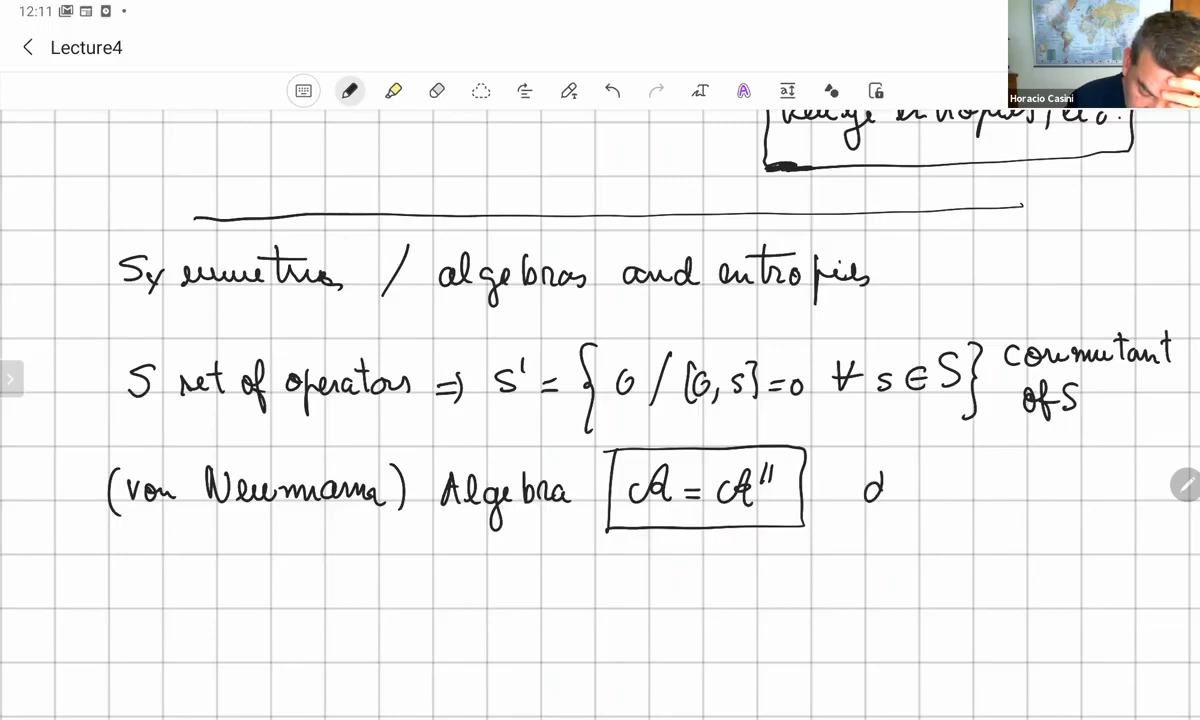 12:11
Lecture4
Horacio Casini
Symmetries / algebras and entropies
S set of operators ⇒ S' = { O / [O, s] = 0 ∀ s ∈ S } commutant of S
(von Neumann) Algebra 𝒜 = 𝒜'' d